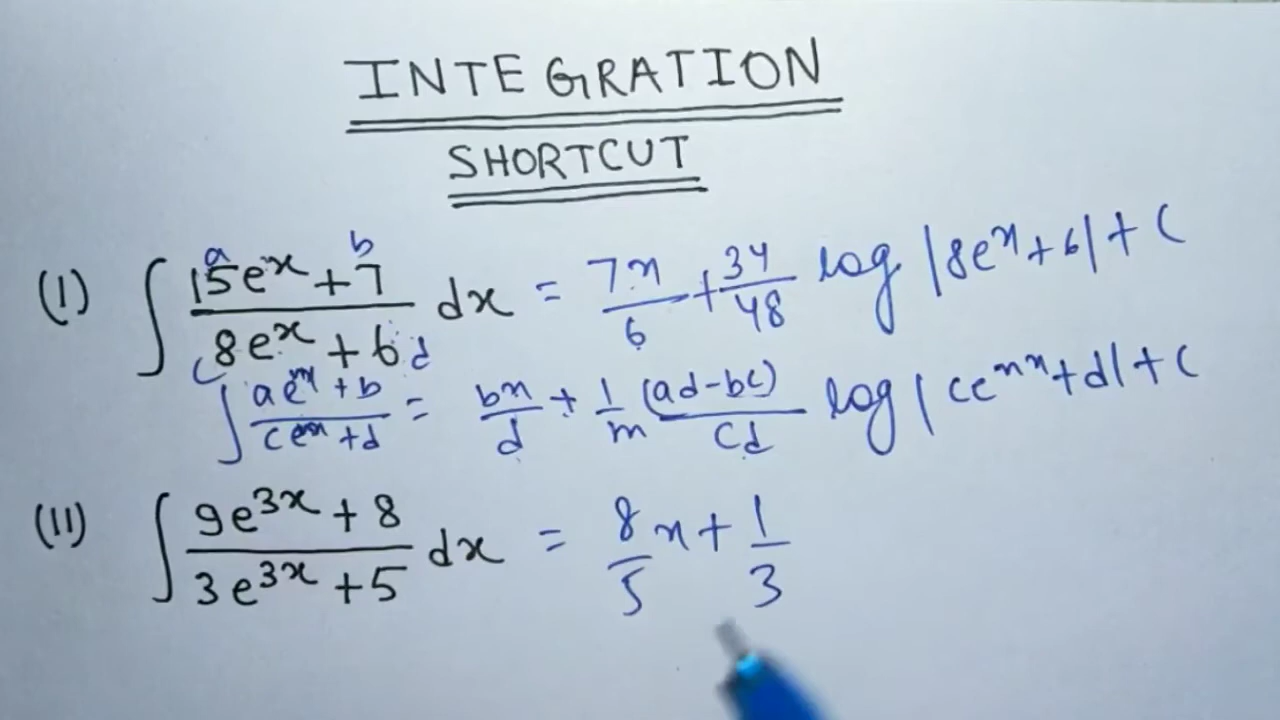 INTEGRATION
SHORTCUT
(I) ∫ (15e^x + 7)/(8e^x + 6) dx = 7x/6 + 34/48 log |8e^x + 6| + C
a b
c d
∫ (ae^mx + b)/(ce^mx + d) = bx/d + 1/m (ad-bc)/cd log | ce^mx + d| + C
(II) ∫ (9e^3x + 8)/(3e^3x + 5) dx = 8/5 x + 1/3